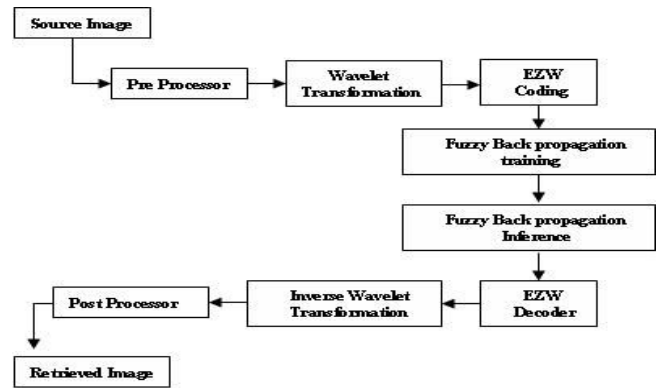 Source Image
Pre Processor
Wavelet
Transformation
EZW
Coding
Fuzzy Back propagation
training
Fuzzy Back propagation
Inference
EZW
Decoder
Inverse Wavelet
Transformation
Post Processor
Retrieved Image